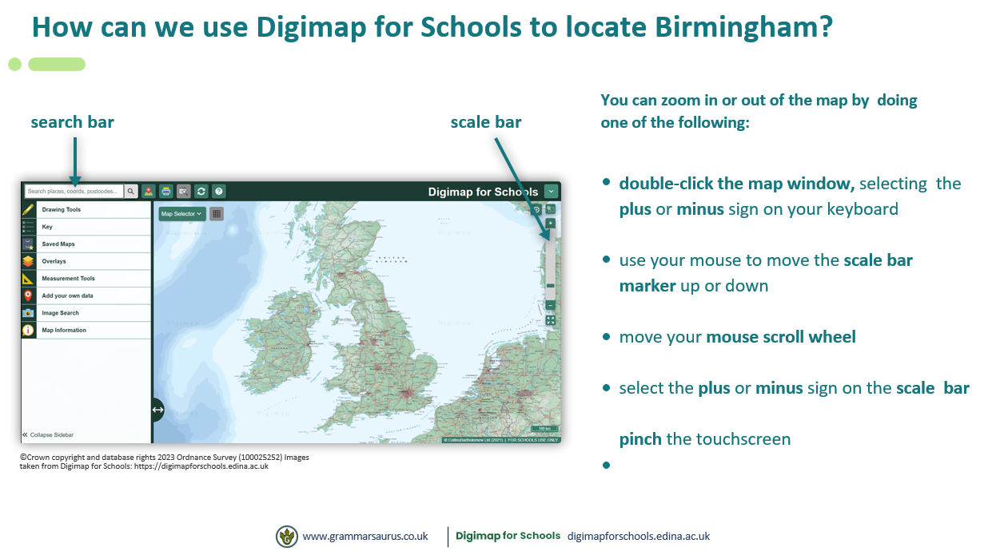 How can we use Digimap for Schools to locate Birmingham?
search bar
scale bar
Search places, coords, postcodes...
Digimap for Schools
Drawing Tools
Key
Saved Maps
Overlays
Measurement Tools
Add your own data
Image Search
Map Information
Collapse Sidebar
Map Selector
100 km
© CollinsBartholomew Ltd (2021) | FOR SCHOOLS USE ONLY
©Crown copyright and database rights 2023 Ordnance Survey (100025252) Images
taken from Digimap for Schools: https://digimapforschools.edina.ac.uk
You can zoom in or out of the map by  doing
one of the following:
• double-click the map window, selecting  the
plus or minus sign on your keyboard
• use your mouse to move the scale bar
marker up or down
• move your mouse scroll wheel
• select the plus or minus sign on the scale  bar
pinch the touchscreen
•
www.grammarsaurus.co.uk
Digimap for Schools digimapforschools.edina.ac.uk